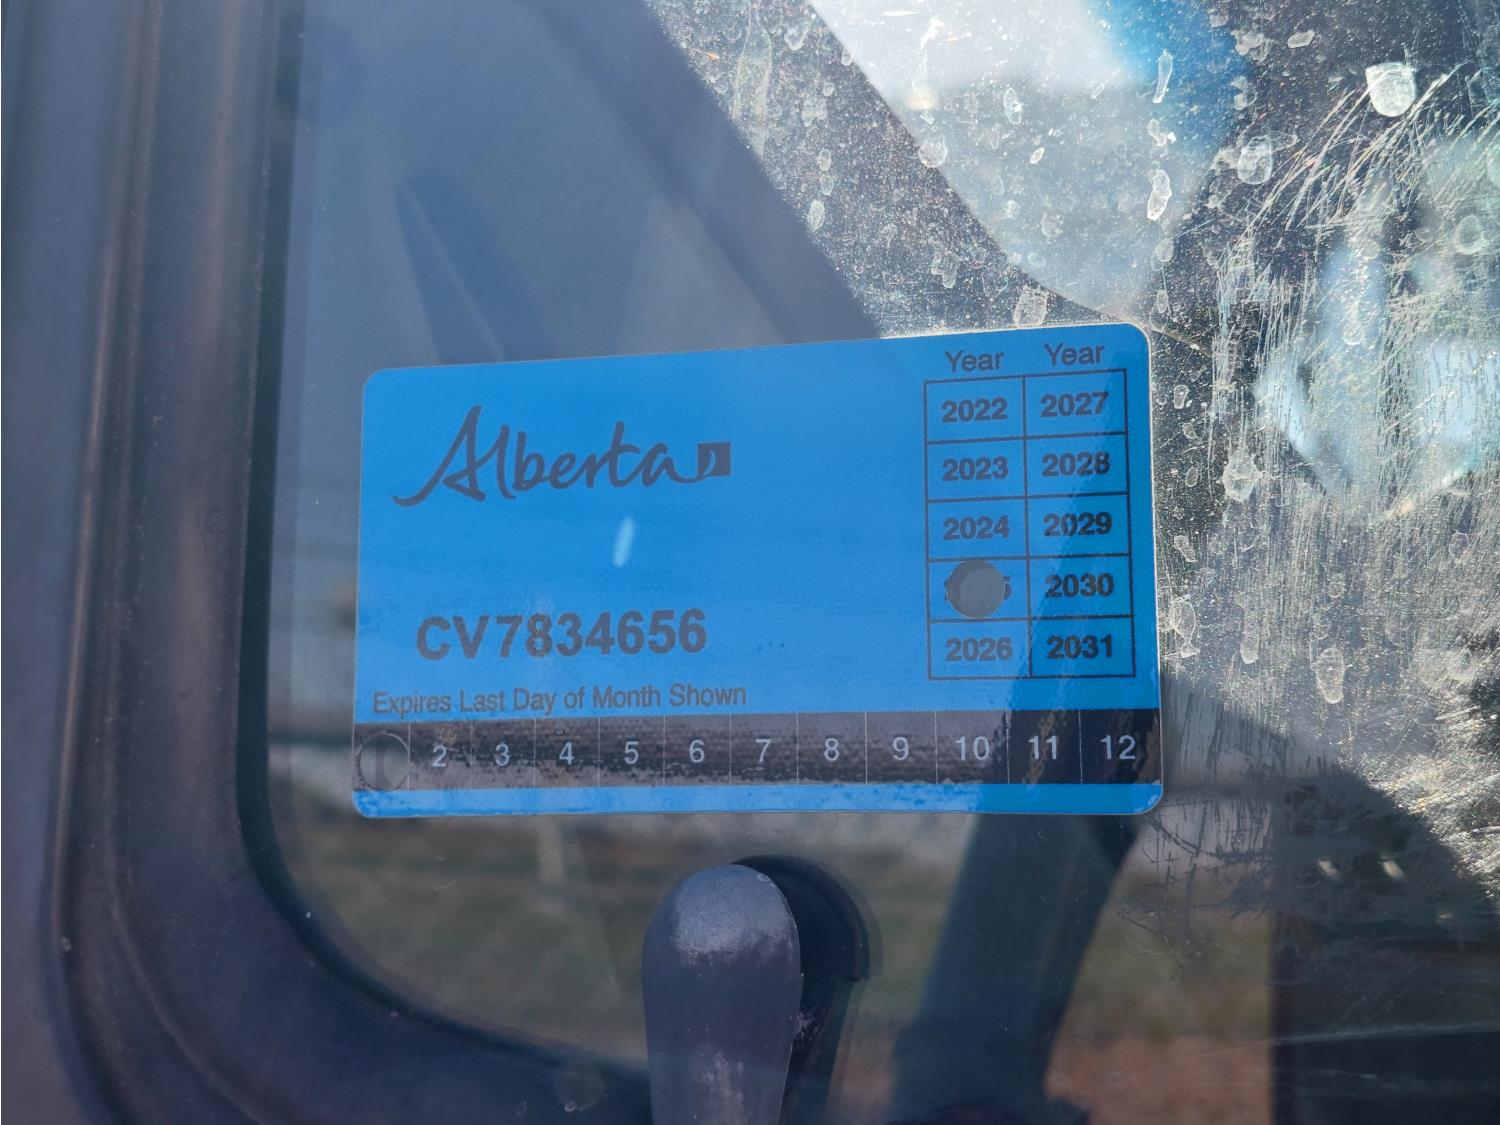 Alberta
Year Year
2022 2027
2023 2028
2024 2029
2030
2026 2031
CV7834656
Expires Last Day of Month Shown
2 3 4 5 6 7 8 9 10 11 12